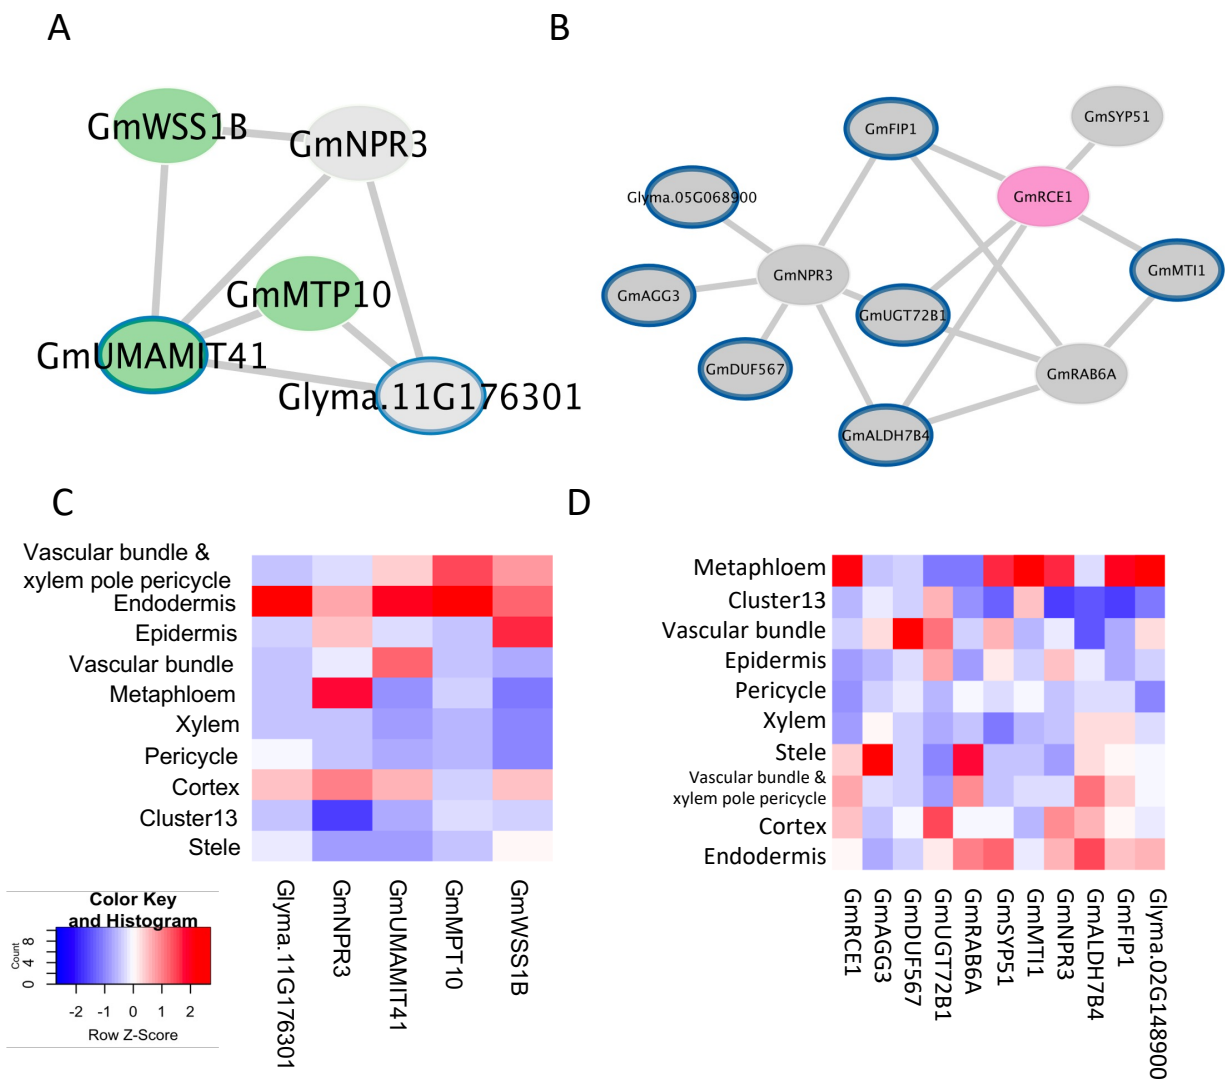 A
B
GmWSS1B
GmNPR3
GmMTP10
GmUMAMIT41
Glyma.11G176301
GmFIP1
GmSYP51
Glyma.05G068900
GmRCE1
GmNPR3
GmMTI1
GmAGG3
GmUGT72B1
GmDUF567
GmRAB6A
GmALDH7B4
C
Vascular bundle &
xylem pole pericycle
Endodermis
Epidermis
Vascular bundle
Metaphloem
Xylem
Pericycle
Cortex
Cluster13
Stele
Glyma.11G176301
GmNPR3
GmUMAMIT41
GmMPT10
GmWSS1B
Color Key
and Histogram
Count
0 4 8
-2 -1 0 1 2
Row Z-Score
D
Metaphloem
Cluster13
Vascular bundle
Epidermis
Pericycle
Xylem
Stele
Vascular bundle &
xylem pole pericycle
Cortex
Endodermis
GmRCE1
GmAGG3
GmDUF567
GmUGT72B1
GmRAB6A
GmSYP51
GmMTI1
GmNPR3
GmALDH7B4
GmFIP1
Glyma.02G148900